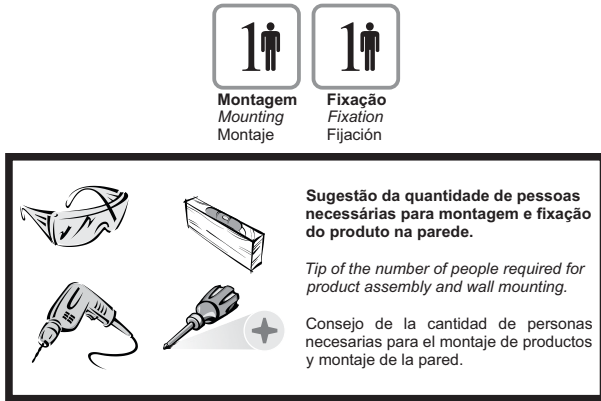 1 1
Montagem Fixação
Mounting Fixation
Montaje Fijación
Sugestão da quantidade de pessoas
necessárias para montagem e fixação
do produto na parede.
Tip of the number of people required for
product assembly and wall mounting.
Consejo de la cantidad de personas
necesarias para el montaje de productos
y montaje de la pared.